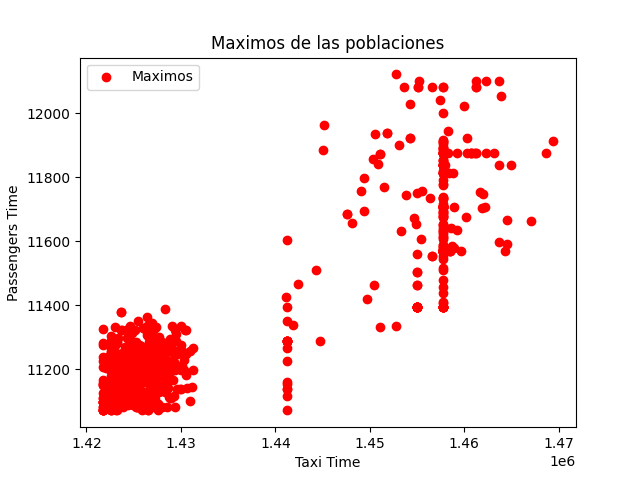 Maximos de las poblaciones
Maximos
Passengers Time
12000
11800
11600
11400
11200
1.42 1.43 1.44 1.45 1.46 1.47
1e6
Taxi Time